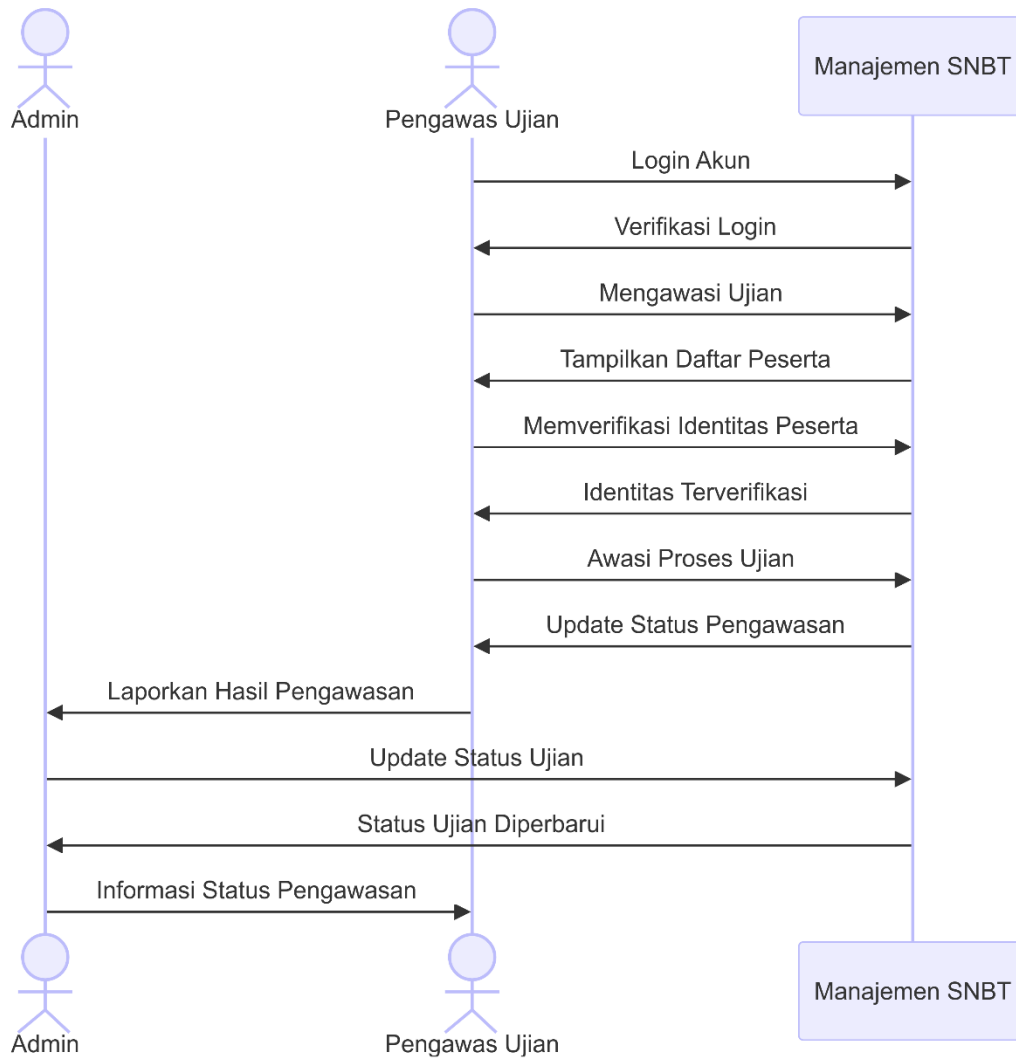 Admin
Pengawas Ujian
Manajemen SNBT
Login Akun
Verifikasi Login
Mengawasi Ujian
Tampilkan Daftar Peserta
Memverifikasi Identitas Peserta
Identitas Terverifikasi
Awasi Proses Ujian
Update Status Pengawasan
Laporkan Hasil Pengawasan
Update Status Ujian
Status Ujian Diperbarui
Informasi Status Pengawasan
Admin
Pengawas Ujian
Manajemen SNBT